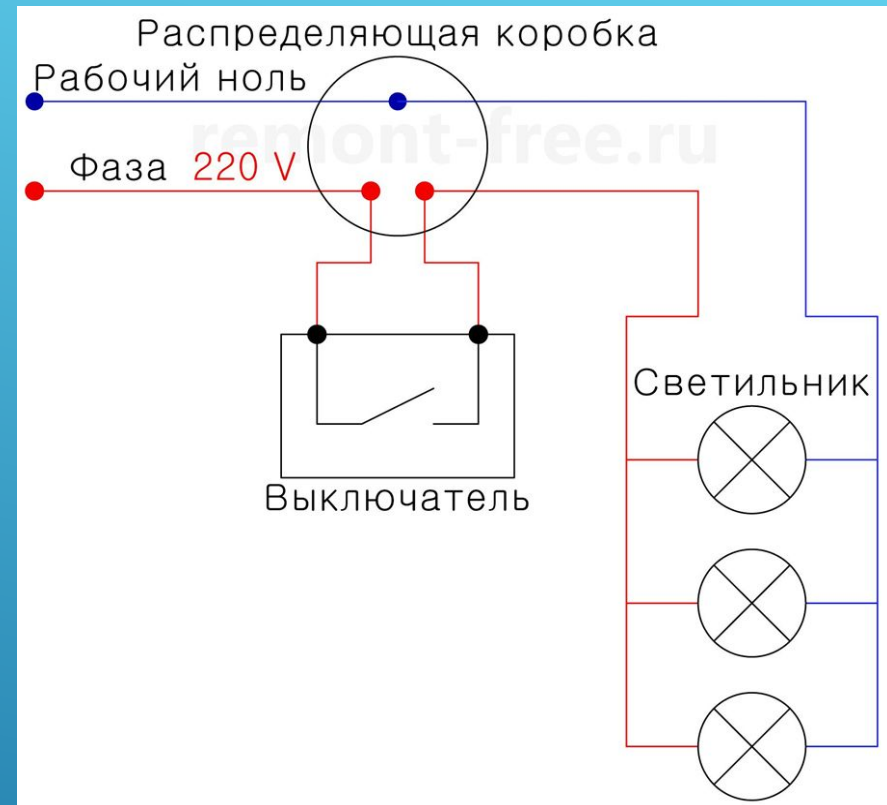 Распределяющая коробка
Рабочий ноль
remont-free.ru
Фаза 220 V
Светильник
Выключатель